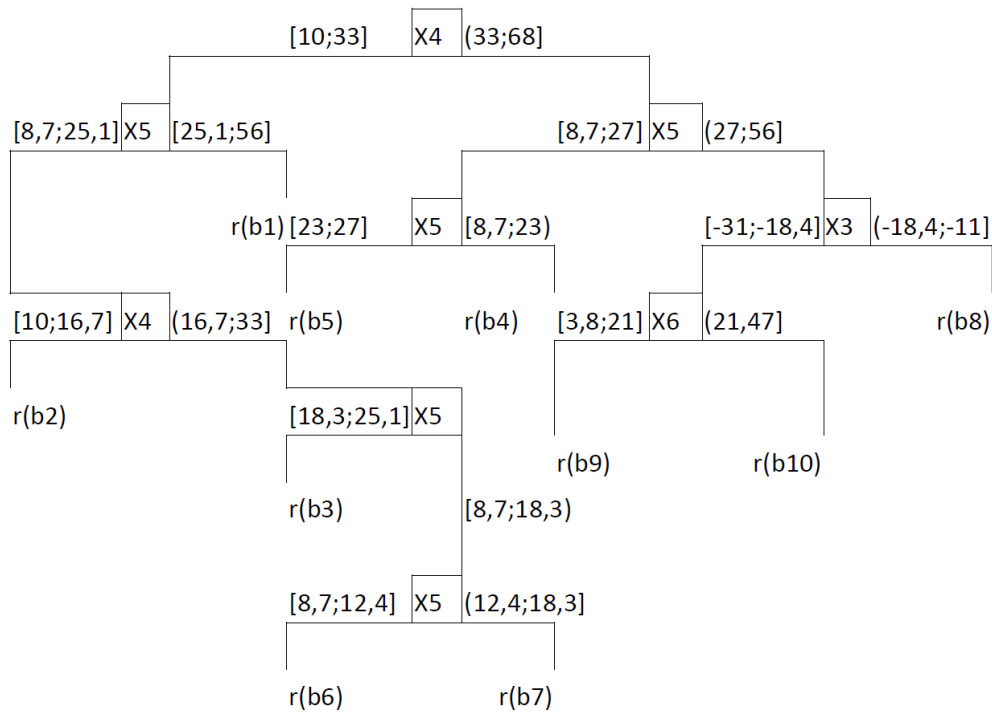 [10;33] X4 (33;68]
[8,7;25,1] X5 [25,1;56] [8,7;27] X5 (27;56]
r(b1) [23;27] X5 [8,7;23) [-31;-18,4] X3 (-18,4;-11]
[10;16,7] X4 (16,7;33] r(b5) r(b4) [3,8;21] X6 (21,47] r(b8)
r(b2) [18,3;25,1] X5
r(b9) r(b10)
r(b3) [8,7;18,3)
[8,7;12,4] X5 (12,4;18,3]
r(b6) r(b7)